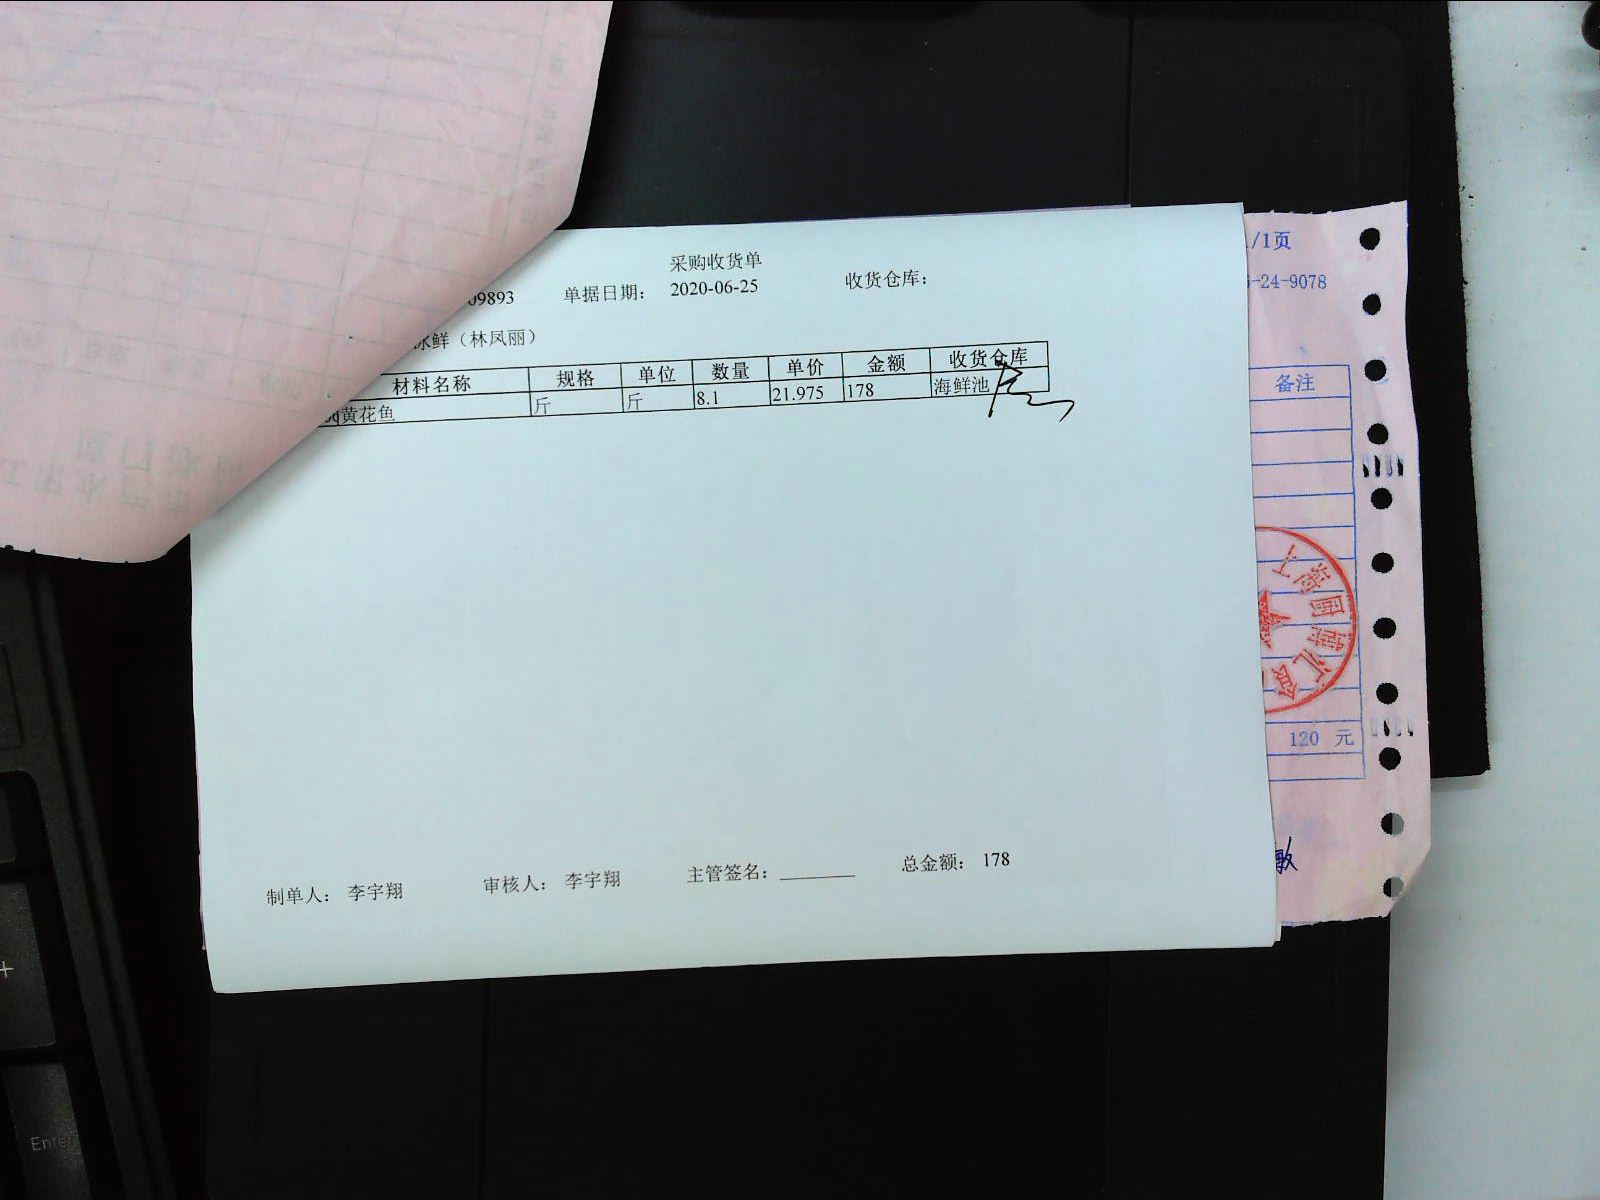 采购收货单
09893 单据日期： 2020-06-25 收货仓库：
冰鲜（林凤丽）
材料名称 规格 单位 数量 单价 金额 收货仓库
黄花鱼 斤 斤 8.1 21.975 178 海鲜池
制单人： 李宇翔 审核人： 李宇翔 主管签名： 总金额： 178
/1页
-24-9078
备注
120 元
敏
Enter
+